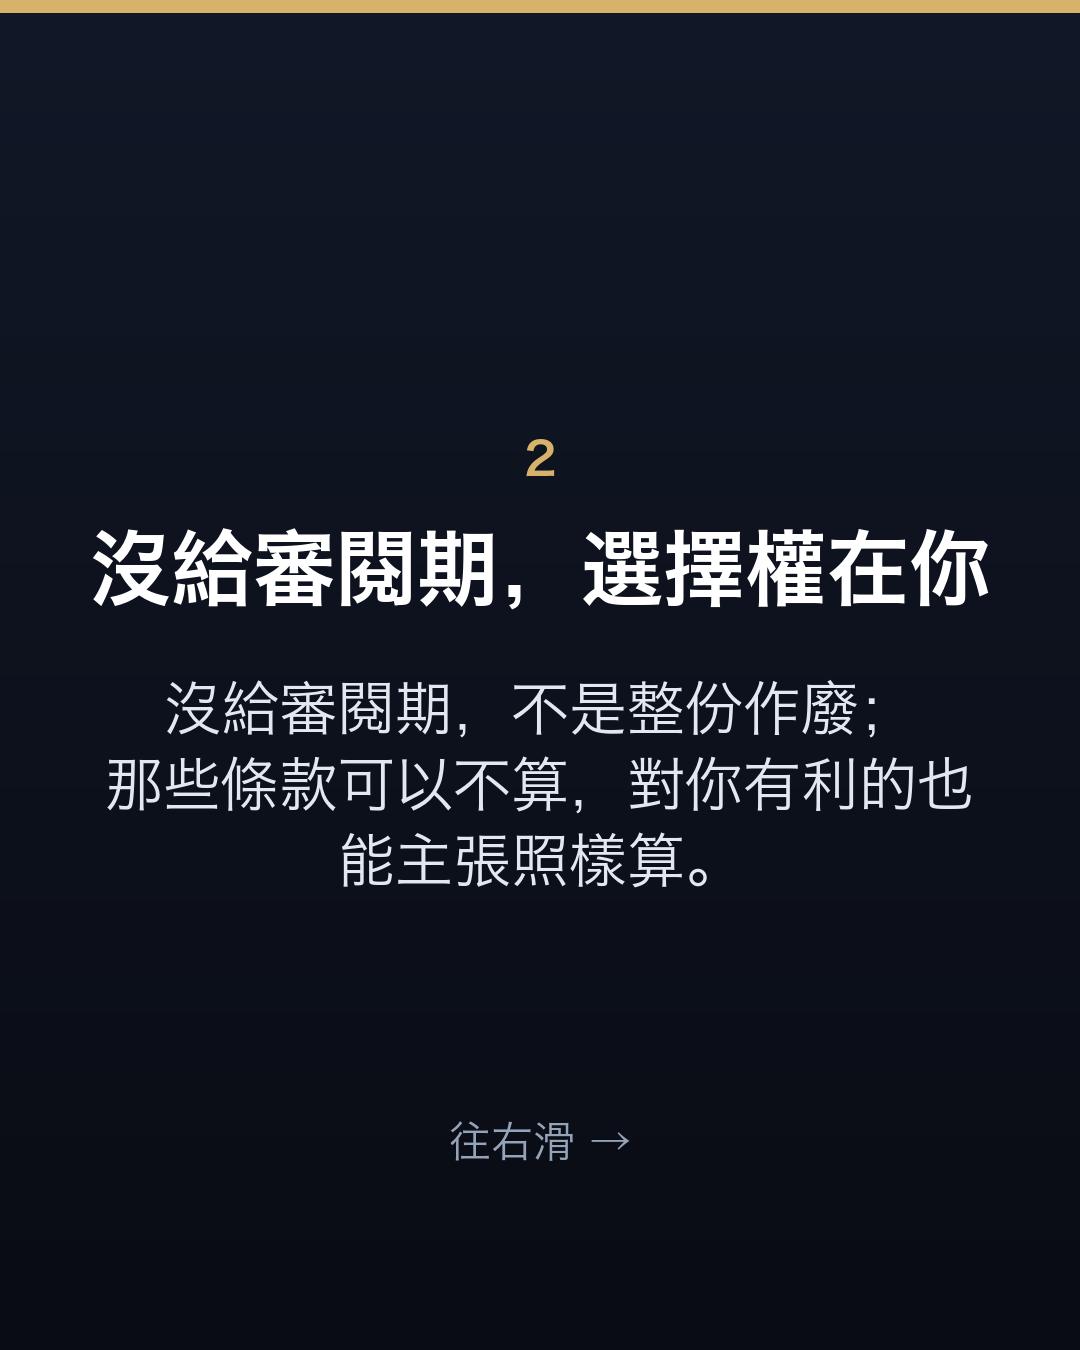 2
沒給審閱期，選擇權在你
沒給審閱期，不是整份作廢；
那些條款可以不算，對你有利的也
能主張照樣算。
往右滑 →